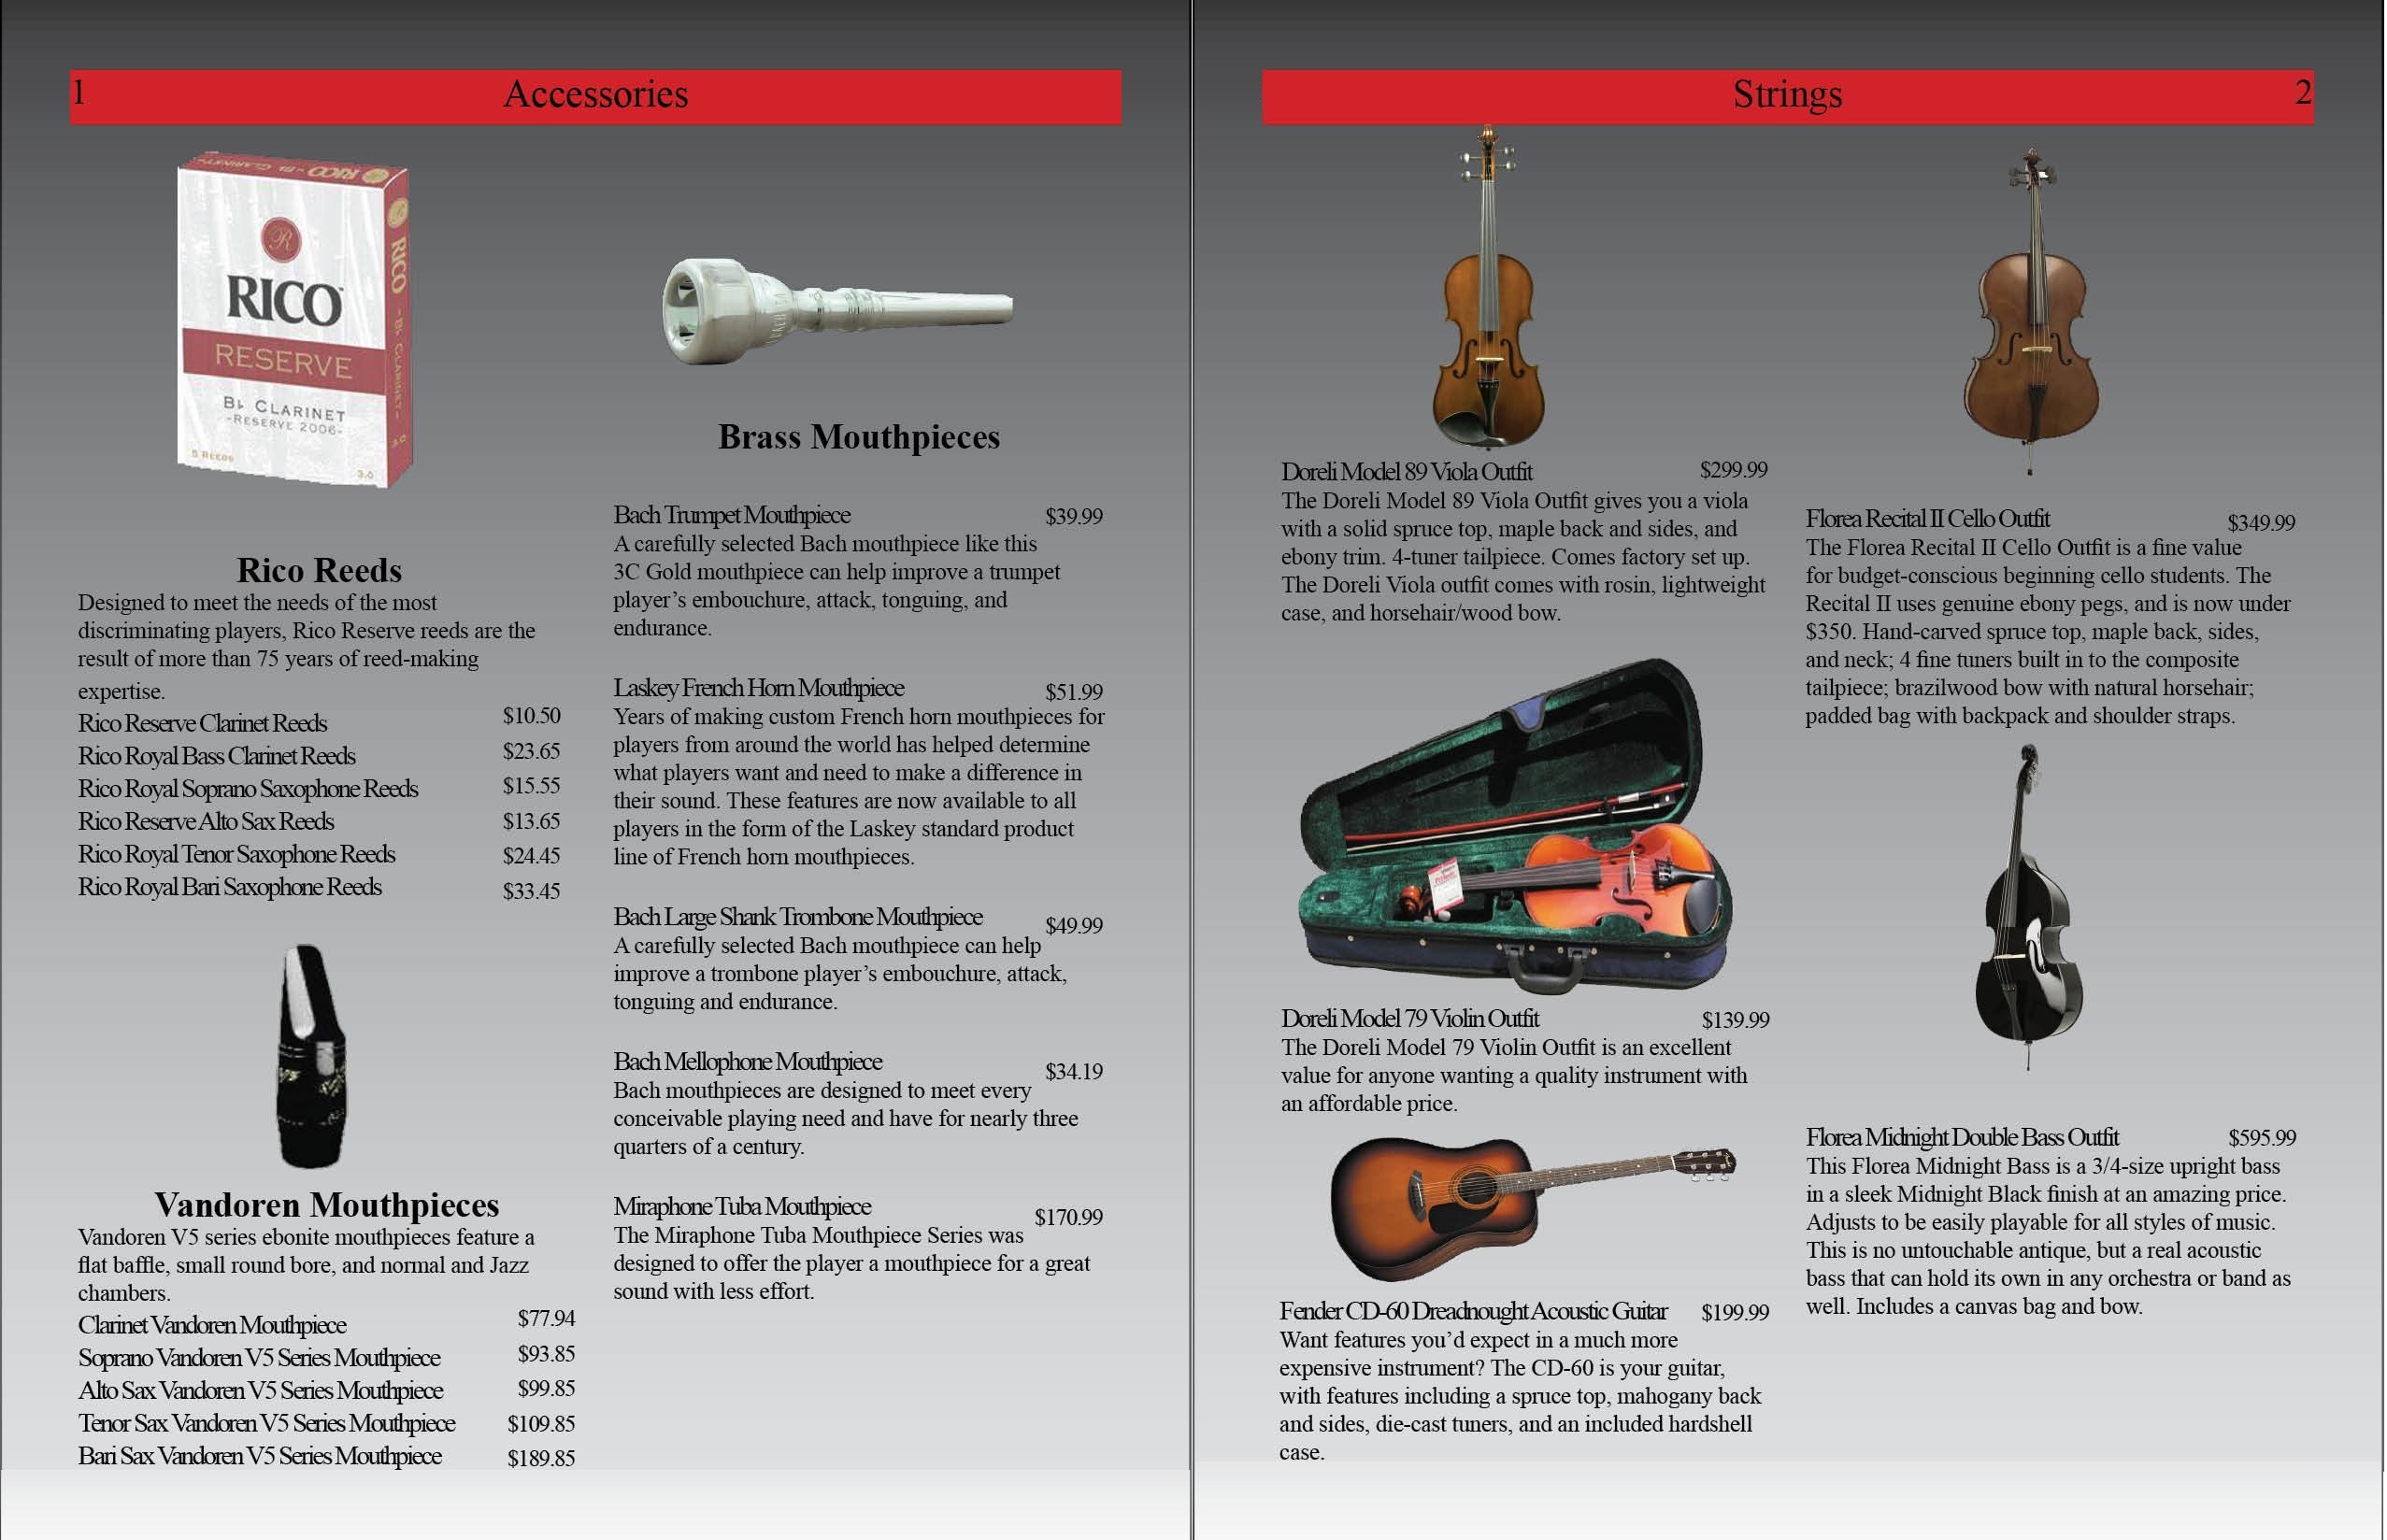 1
Accessories
RICO
RESERVE
B♭ CLARINET
-RESERVE 2006-
5 REEDS
3.0
RICO
-B♭ CLARINET-
Rico Reeds
Designed to meet the needs of the most
discriminating players, Rico Reserve reeds are the
result of more than 75 years of reed-making
expertise.
Rico Reserve Clarinet Reeds $10.50
Rico Royal Bass Clarinet Reeds $23.65
Rico Royal Soprano Saxophone Reeds $15.55
Rico Reserve Alto Sax Reeds $13.65
Rico Royal Tenor Saxophone Reeds $24.45
Rico Royal Bari Saxophone Reeds $33.45
Vandoren Mouthpieces
Vandoren V5 series ebonite mouthpieces feature a
flat baffle, small round bore, and normal and Jazz
chambers.
Clarinet Vandoren Mouthpiece $77.94
Soprano Vandoren V5 Series Mouthpiece $93.85
Alto Sax Vandoren V5 Series Mouthpiece $99.85
Tenor Sax Vandoren V5 Series Mouthpiece $109.85
Bari Sax Vandoren V5 Series Mouthpiece $189.85
BACH
Brass Mouthpieces
Bach Trumpet Mouthpiece $39.99
A carefully selected Bach mouthpiece like this
3C Gold mouthpiece can help improve a trumpet
player’s embouchure, attack, tonguing, and
endurance.
Laskey French Horn Mouthpiece $51.99
Years of making custom French horn mouthpieces for
players from around the world has helped determine
what players want and need to make a difference in
their sound. These features are now available to all
players in the form of the Laskey standard product
line of French horn mouthpieces.
Bach Large Shank Trombone Mouthpiece $49.99
A carefully selected Bach mouthpiece can help
improve a trombone player’s embouchure, attack,
tonguing and endurance.
Bach Mellophone Mouthpiece $34.19
Bach mouthpieces are designed to meet every
conceivable playing need and have for nearly three
quarters of a century.
Miraphone Tuba Mouthpiece $170.99
The Miraphone Tuba Mouthpiece Series was
designed to offer the player a mouthpiece for a great
sound with less effort.
Strings
2
Doreli Model 89 Viola Outfit $299.99
The Doreli Model 89 Viola Outfit gives you a viola
with a solid spruce top, maple back and sides, and
ebony trim. 4-tuner tailpiece. Comes factory set up.
The Doreli Viola outfit comes with rosin, lightweight
case, and horsehair/wood bow.
Doreli Model 79 Violin Outfit $139.99
The Doreli Model 79 Violin Outfit is an excellent
value for anyone wanting a quality instrument with
an affordable price.
Fender CD-60 Dreadnought Acoustic Guitar $199.99
Want features you’d expect in a much more
expensive instrument? The CD-60 is your guitar,
with features including a spruce top, mahogany back
and sides, die-cast tuners, and an included hardshell
case.
Florea Recital II Cello Outfit $349.99
The Florea Recital II Cello Outfit is a fine value
for budget-conscious beginning cello students. The
Recital II uses genuine ebony pegs, and is now under
$350. Hand-carved spruce top, maple back, sides,
and neck; 4 fine tuners built in to the composite
tailpiece; brazilwood bow with natural horsehair;
padded bag with backpack and shoulder straps.
Florea Midnight Double Bass Outfit $595.99
This Florea Midnight Bass is a 3/4-size upright bass
in a sleek Midnight Black finish at an amazing price.
Adjusts to be easily playable for all styles of music.
This is no untouchable antique, but a real acoustic
bass that can hold its own in any orchestra or band as
well. Includes a canvas bag and bow.